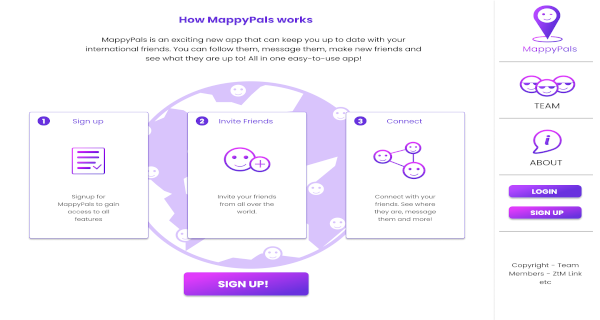 How MappyPals works
MappyPals is an exciting new app that can keep you up to date with your
international friends. You can follow them, message them, make new friends and
see what they are up to! All in one easy-to-use app!
1 Sign up
Signup for
MappyPals to gain
access to all
features
2 Invite Friends
Invite your friends
from all over the
world.
3 Connect
Connect with your
friends. See where
they are, message
them and more!
SIGN UP!
MappyPals
TEAM
ABOUT
LOGIN
SIGN UP
Copyright - Team
Members - ZtM Link
etc